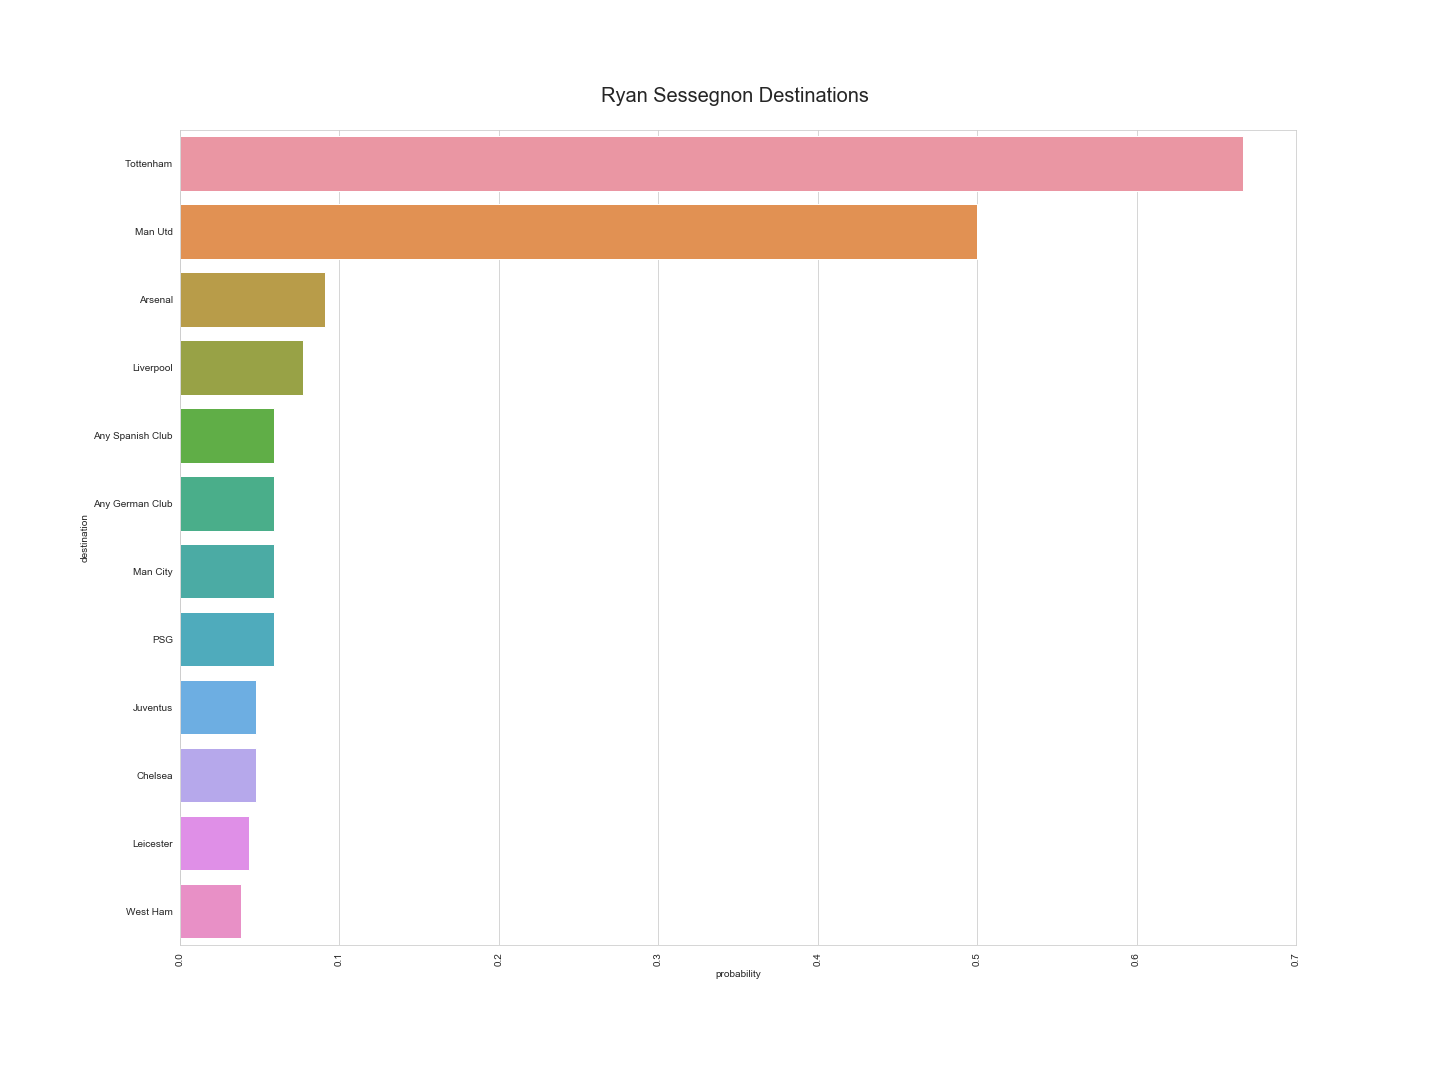 Ryan Sessegnon Destinations
Tottenham
Man Utd
Arsenal
Liverpool
Any Spanish Club
Any German Club
Man City
PSG
Juventus
Chelsea
Leicester
West Ham
destination
0.0
0.1
0.2
0.3
0.4
0.5
0.6
0.7
probability